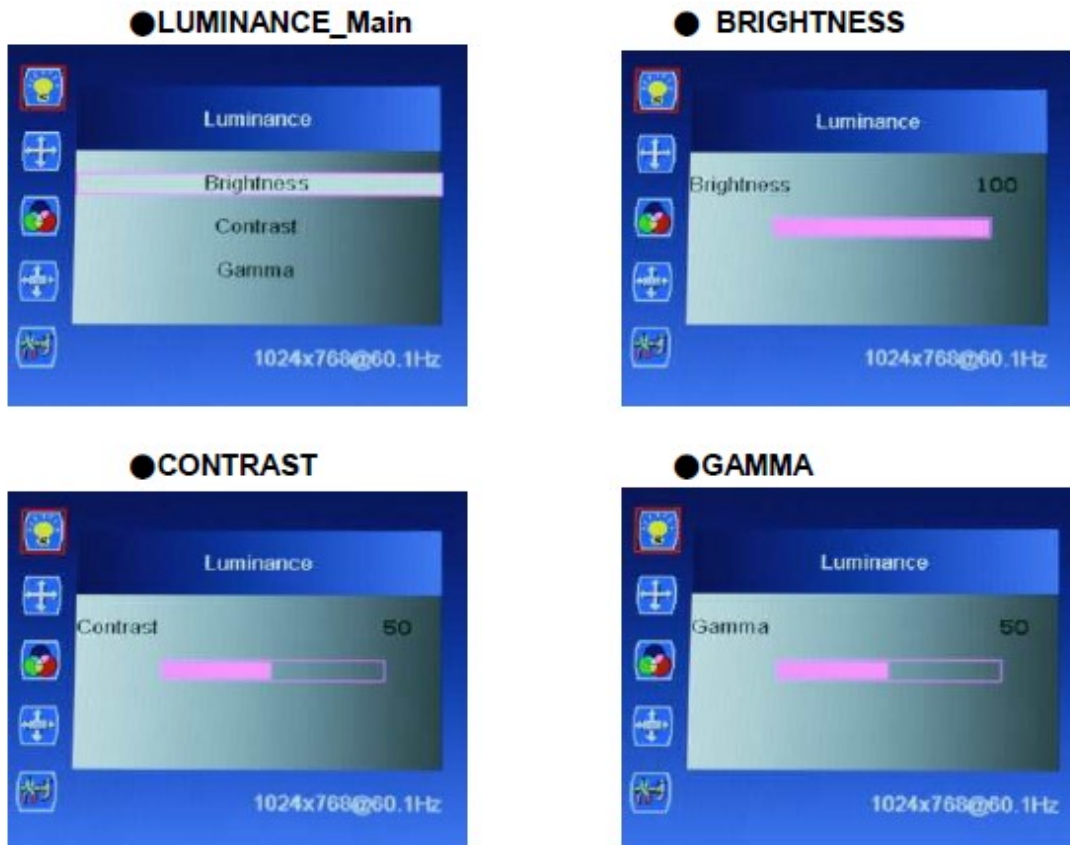 ●LUMINANCE_Main
Luminance
Brightness
Contrast
Gamma
1024x768@60.1Hz
● BRIGHTNESS
Luminance
Brightness 100
1024x768@60.1Hz
●CONTRAST
Luminance
Contrast 50
1024x768@60.1Hz
●GAMMA
Luminance
Gamma 50
1024x768@60.1Hz